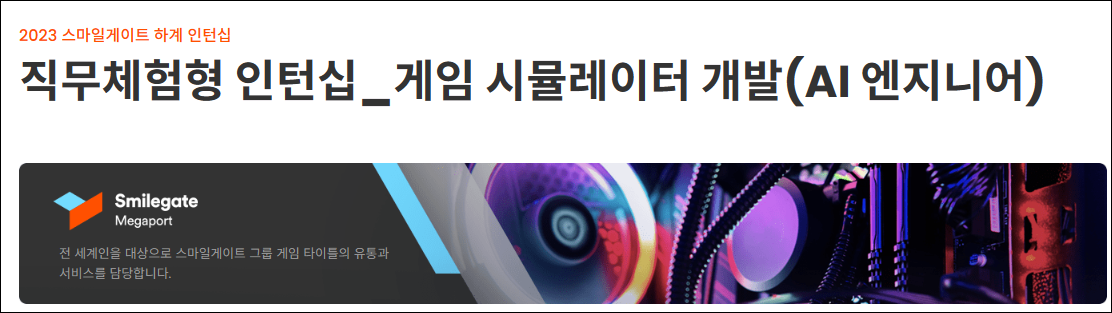 2023 스마일게이트 하계 인턴십
직무체험형 인턴십_게임 시뮬레이터 개발(AI 엔지니어)
Smilegate
Megaport
전 세계인을 대상으로 스마일게이트 그룹 게임 타이틀의 유통과
서비스를 담당합니다.